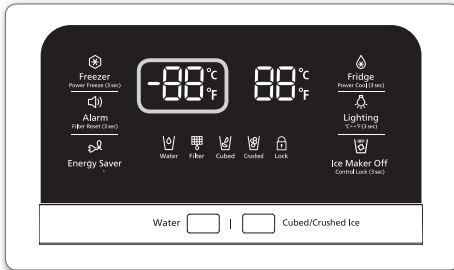 -88°C °F
88°C °F
Freezer
Power Freeze (3 sec)
Alarm
Filter Reset (3 sec)
Energy Saver
Water Filter Cubed Crushed Lock
Fridge
Power Cool (3 sec)
Lighting
°C↔°F (3 sec)
OFF
Ice Maker Off
Control Lock (3 sec)
Water | Cubed/Crushed Ice